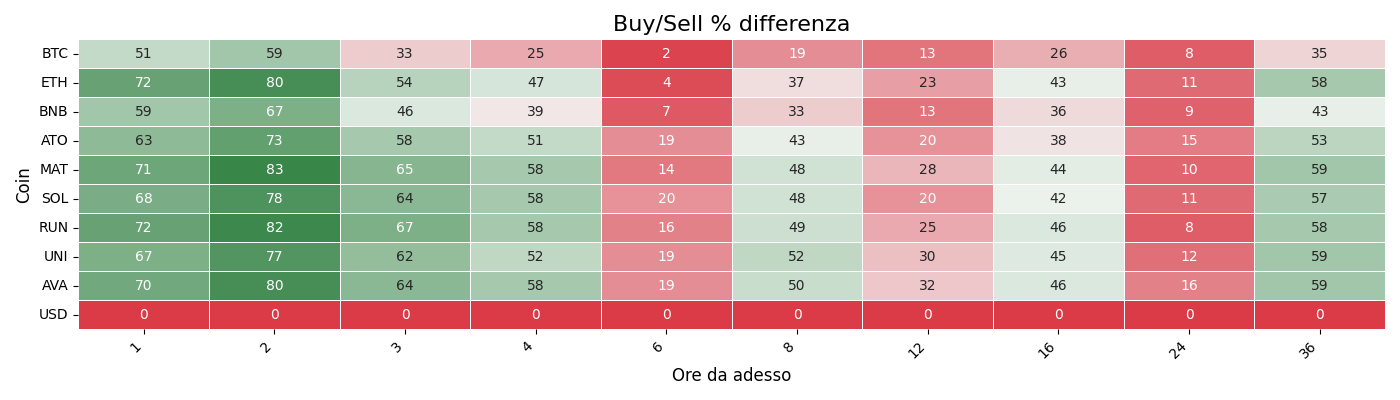 Buy/Sell % differenza
Coin
BTC 51 59 33 25 2 19 13 26 8 35
ETH 72 80 54 47 4 37 23 43 11 58
BNB 59 67 46 39 7 33 13 36 9 43
ATO 63 73 58 51 19 43 20 38 15 53
MAT 71 83 65 58 14 48 28 44 10 59
SOL 68 78 64 58 20 48 20 42 11 57
RUN 72 82 67 58 16 49 25 46 8 58
UNI 67 77 62 52 19 52 30 45 12 59
AVA 70 80 64 58 19 50 32 46 16 59
USD 0 0 0 0 0 0 0 0 0 0
1 2 3 4 6 8 12 16 24 36
Ore da adesso